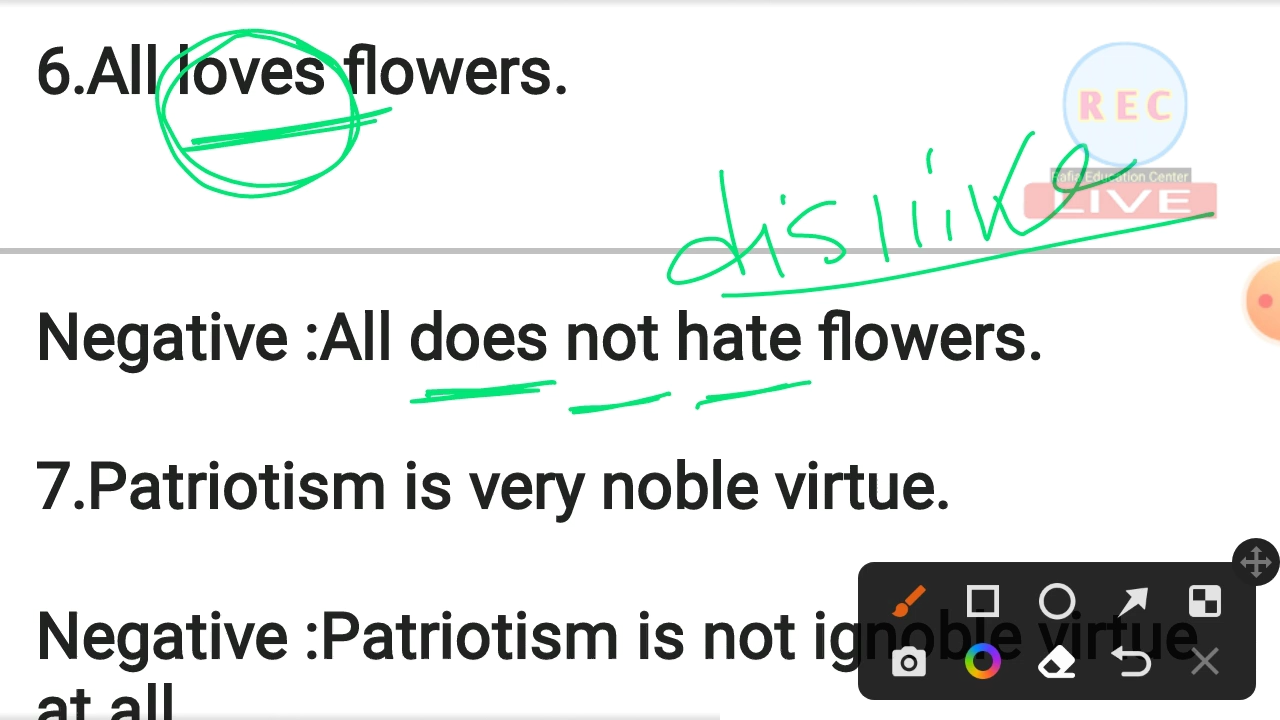 6.All loves flowers.
REC
Rafia Education Center
LIVE
dislike
Negative :All does not hate flowers.
7.Patriotism is very noble virtue.
Negative :Patriotism is not ignoble virtue
at all